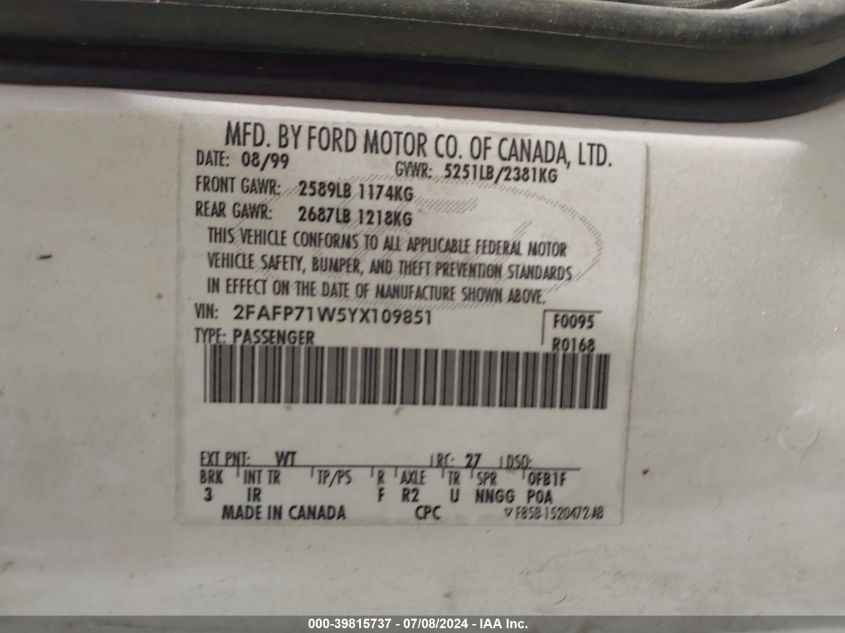 MFD. BY FORD MOTOR CO. OF CANADA, LTD.
DATE: 08/99 GVWR: 5251LB/2381KG
FRONT GAWR: 2589LB 1174KG
REAR GAWR: 2687LB 1218KG
THIS VEHICLE CONFORMS TO ALL APPLICABLE FEDERAL MOTOR
VEHICLE SAFETY, BUMPER, AND THEFT PREVENTION STANDARDS
IN EFFECT ON THE DATE OF MANUFACTURE SHOWN ABOVE.
VIN: 2FAFP71W5YX109851 F0095
TYPE: PASSENGER R0168
EXT PNT: WT RC: 27 DSO:
BRK INT TR TP/PS R AXLE TR SPR 0FB1F
3 IR F R2 U NNGG P0A
MADE IN CANADA CPC F85B-1520472-AB
000-39815737 - 07/08/2024 - IAA Inc.